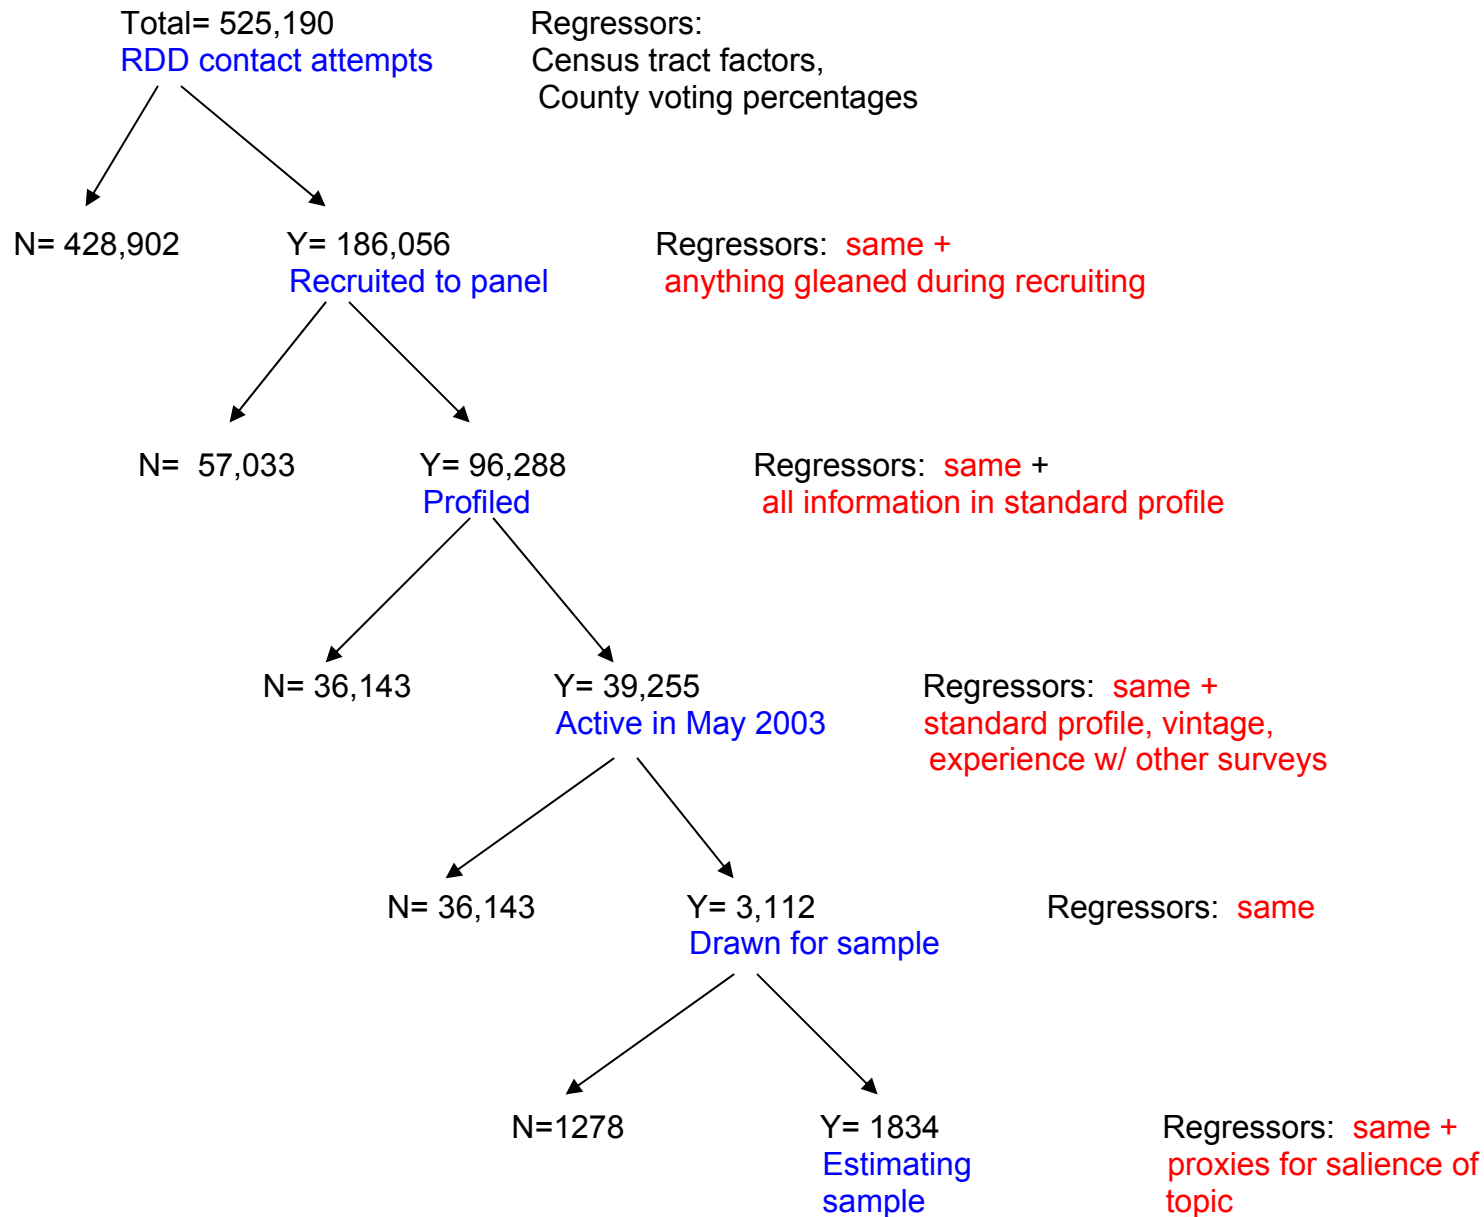 Total= 525,190
RDD contact attempts
Regressors:
Census tract factors,
County voting percentages
N= 428,902
Y= 186,056
Recruited to panel
Regressors: same +
anything gleaned during recruiting
N= 57,033
Y= 96,288
Profiled
Regressors: same +
all information in standard profile
N= 36,143
Y= 39,255
Active in May 2003
Regressors: same +
standard profile, vintage,
experience w/ other surveys
N= 36,143
Y= 3,112
Drawn for sample
Regressors: same
N=1278
Y= 1834
Estimating
sample
Regressors: same +
proxies for salience of
topic